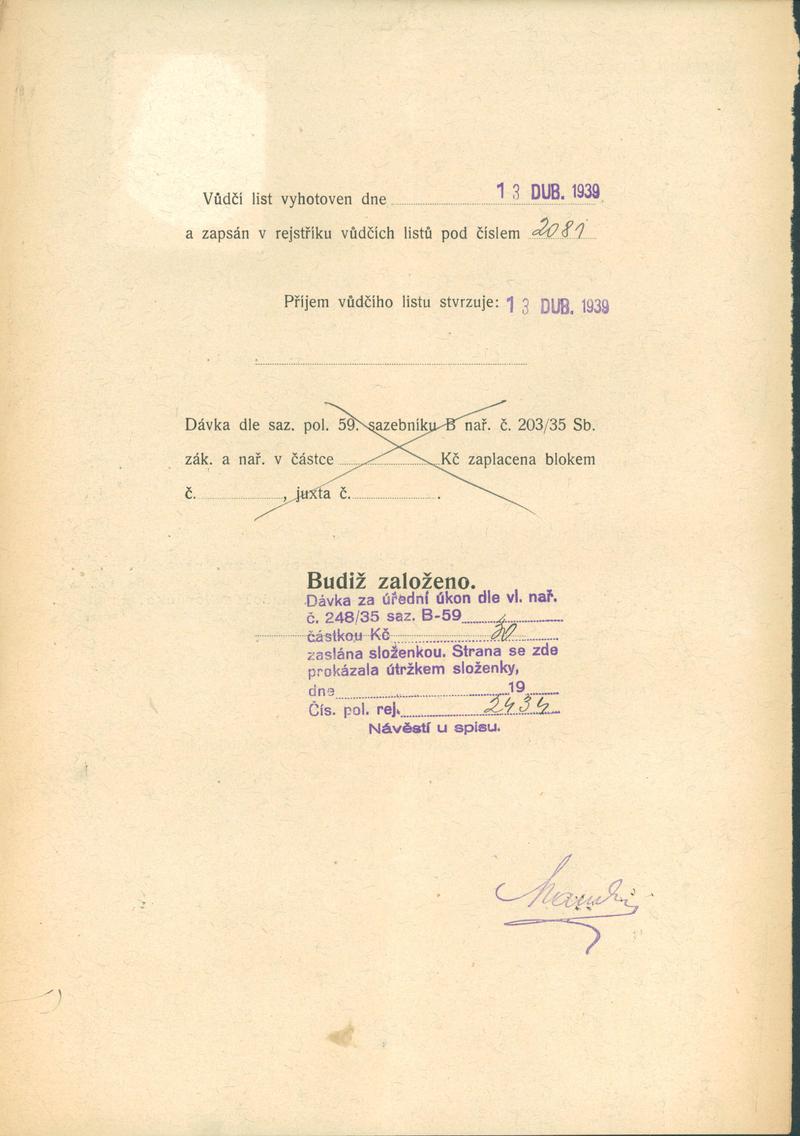 Vůdčí list vyhotoven dne 13 DUB. 1939
a zapsán v rejstříku vůdčích listů pod číslem 2081
Příjem vůdčího listu stvrzuje: 13 DUB. 1939
Dávka dle saz. pol. 59. sazebníku B nař. č. 203/35 Sb.
zák. a nař. v částce Kč zaplacena blokem
č. , juxta č. .
Budiž založeno.
Dávka za úřední úkon dle vl. nař.
č. 248/35 saz. B-59
částkou Kč 30
zaslána složenkou. Strana se zde
prokázala útržkem složenky,
dne 19
Čís. pol. rej. 2434
Návěstí u spisu.